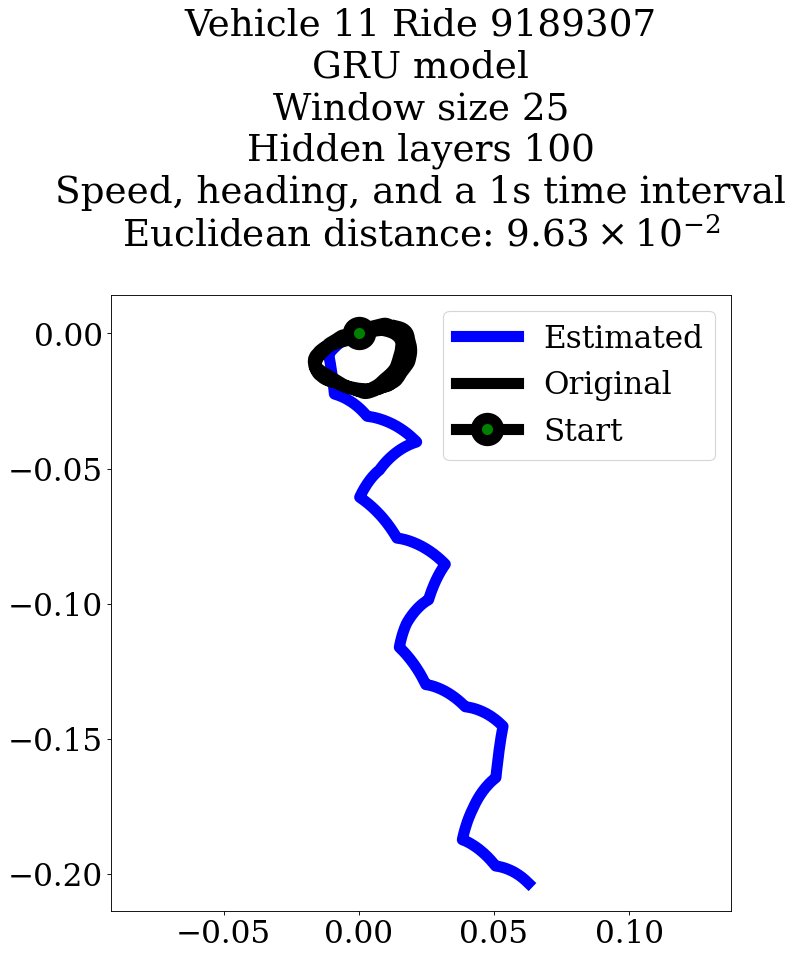 Vehicle 11 Ride 9189307
GRU model
Window size 25
Hidden layers 100
Speed, heading, and a 1s time interval
Euclidean distance: 9.63 × 10⁻²
Estimated
Original
Start
0.00
−0.05
−0.10
−0.15
−0.20
−0.05 0.00 0.05 0.10